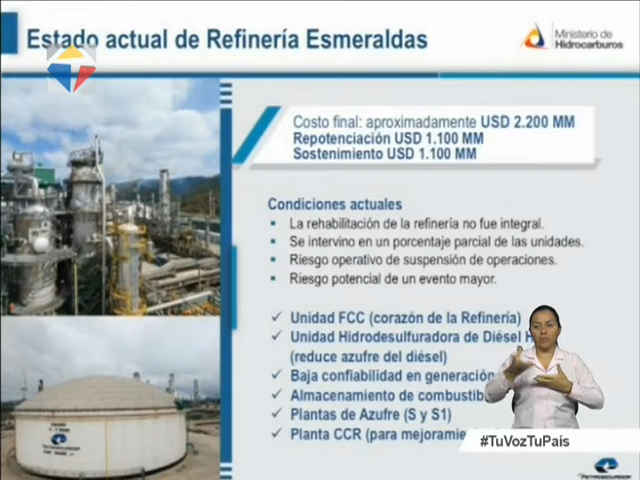 Estado actual de Refinería Esmeraldas
Ministerio de
Hidrocarburos
Costo final: aproximadamente USD 2.200 MM
Repotenciación USD 1.100 MM
Sostenimiento USD 1.100 MM
Condiciones actuales
La rehabilitación de la refinería no fue integral.
Se intervino en un porcentaje parcial de las unidades.
Riesgo operativo de suspensión de operaciones.
Riesgo potencial de un evento mayor.
Unidad FCC (corazón de la Refinería)
Unidad Hidrodesulfuradora de Diésel H
(reduce azufre del diésel)
Baja confiabilidad en generación
Almacenamiento de combustib
Plantas de Azufre (S y S1)
Planta CCR (para mejoramie
#TuVozTuPaís
PETROECUADOR